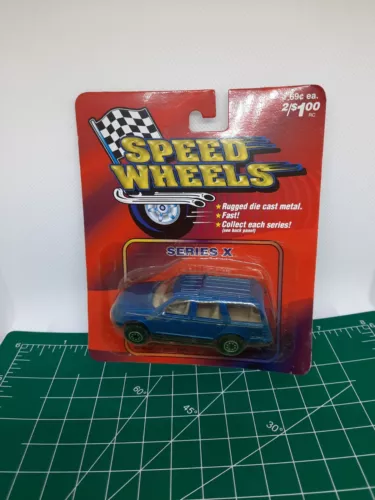 69¢ ea.
2/$1.00
SPEED
WHEELS
Rugged die cast metal.
Fast!
Collect each series!
(see back panel)
SERIES X
60°
45°
30°